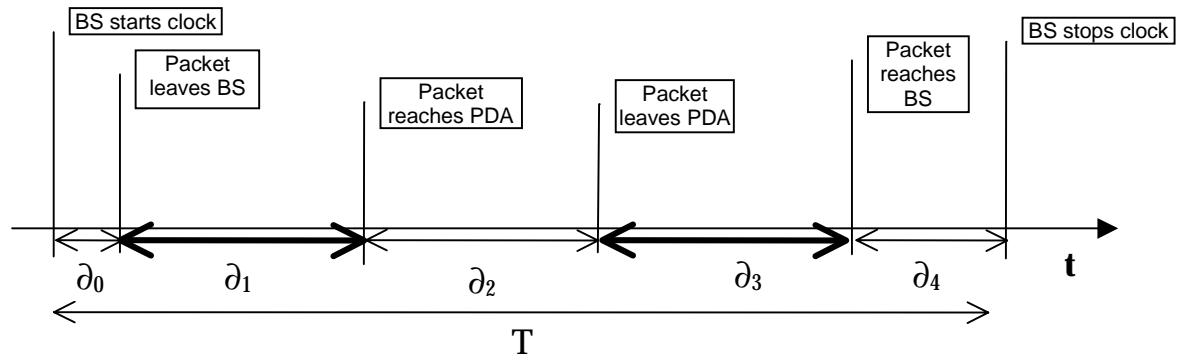 BS starts clock
BS stops clock
Packet
leaves BS
Packet
reaches PDA
Packet
leaves PDA
Packet
reaches
BS
∂0
∂1
∂2
∂3
∂4
t
T